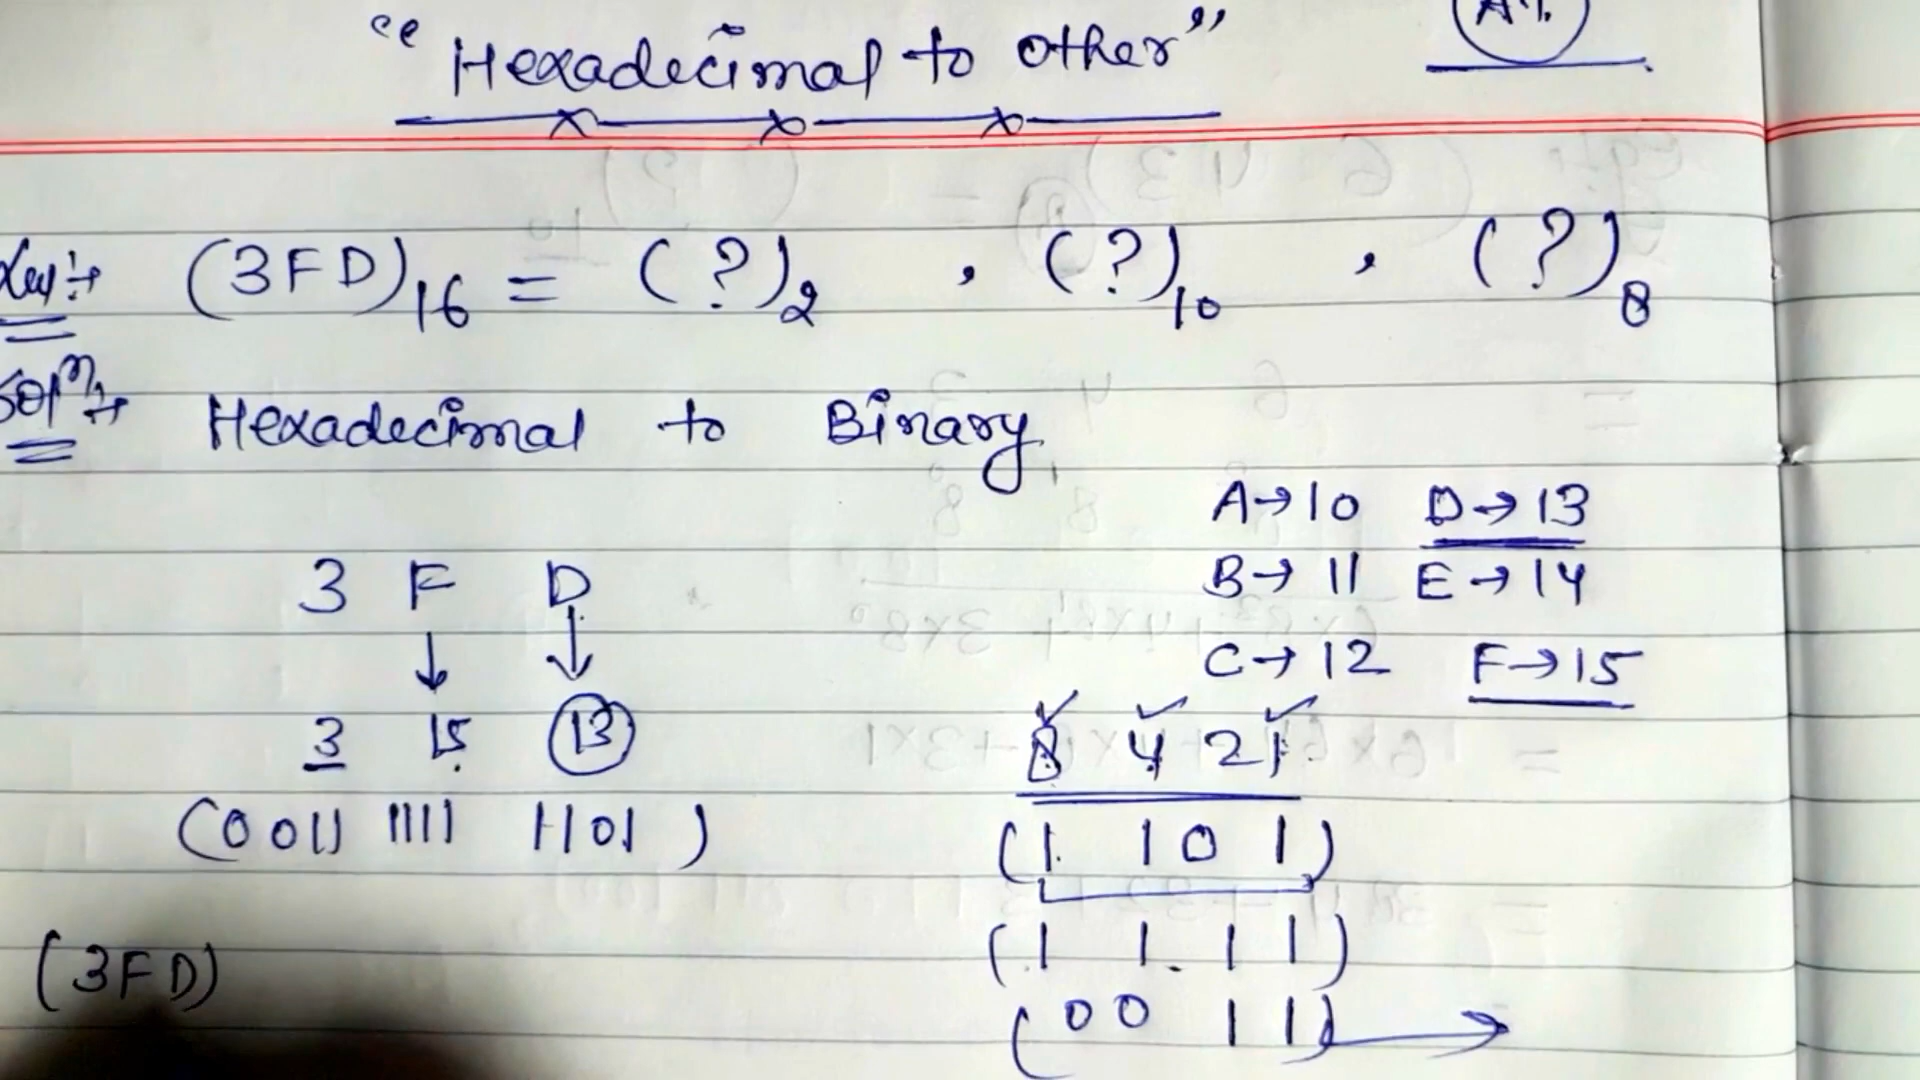 "Hexadecimal to other"
(3FD)16 = (?)2 , (?)10 , (?)8
Solⁿ:→ Hexadecimal to Binary
A→10 D→13
B→11 E→14
C→12 F→15
3 F D
↓ ↓
3 15 13
(0011 1111 1101)
8 4 2 1
(1 1 0 1)
(1 1 1 1)
(0 0 1 1)
(3FD)